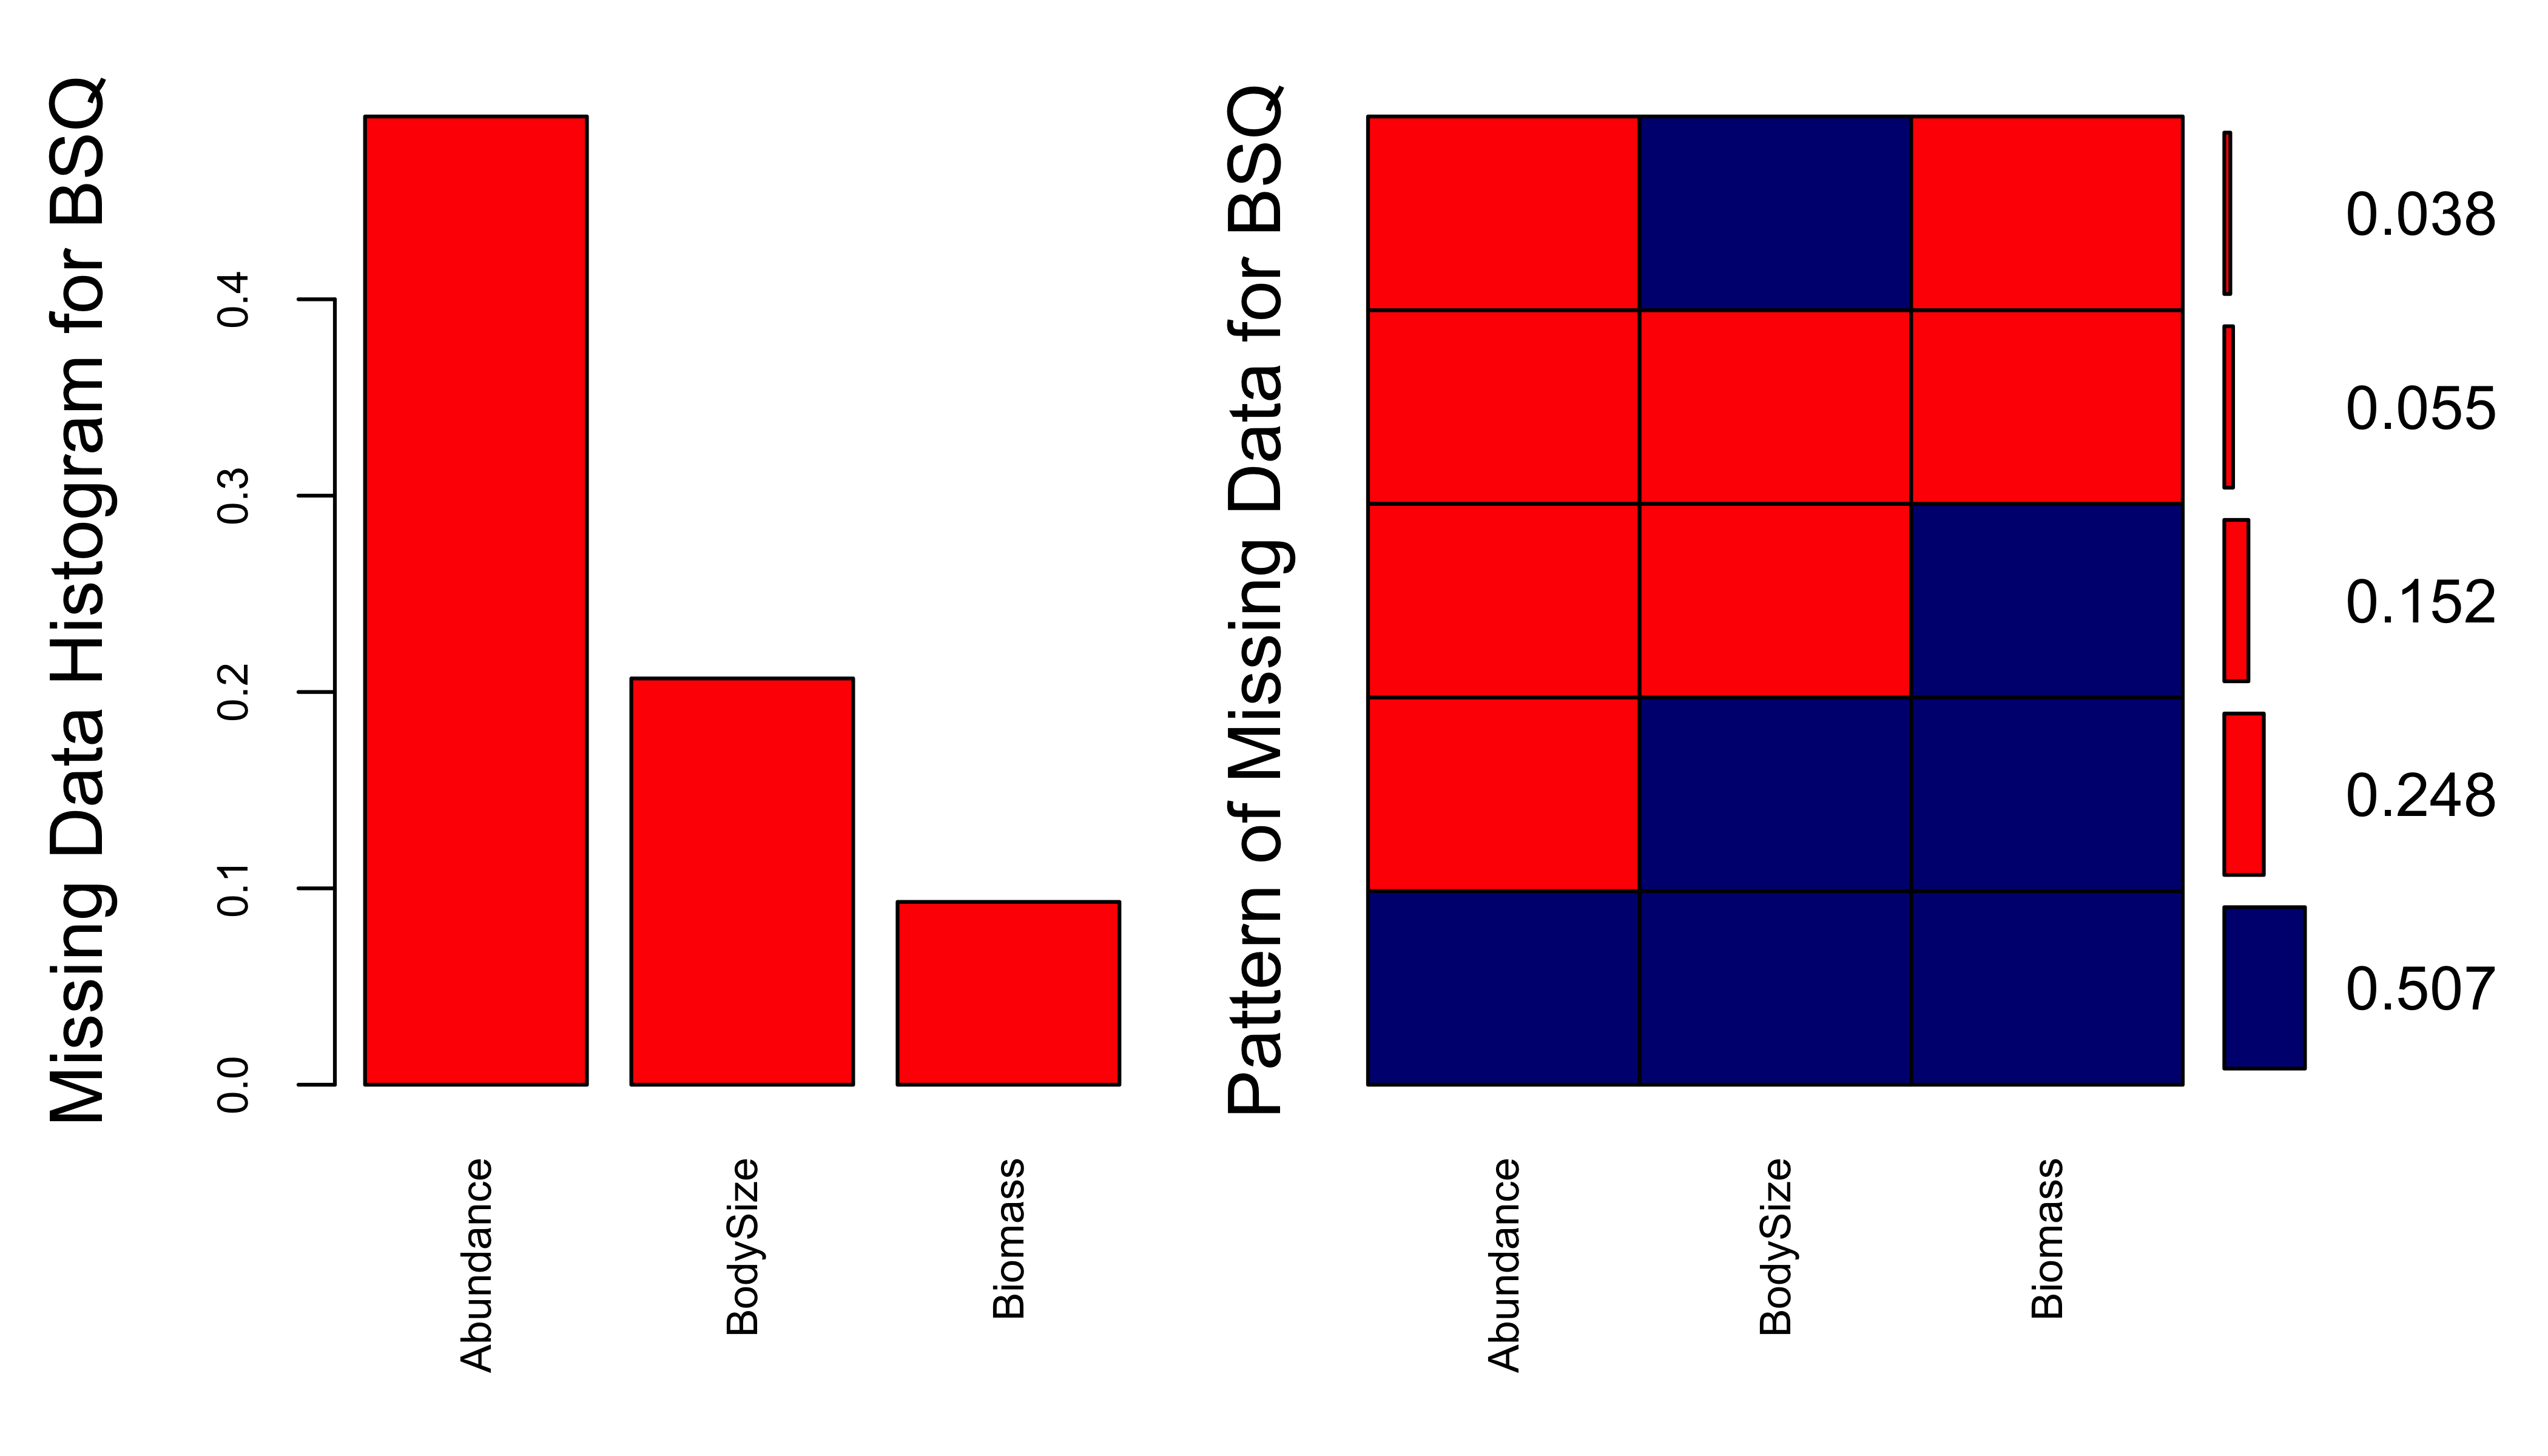 Missing Data Histogram for BSQ
0.4
0.3
0.2
0.1
0.0
Abundance
BodySize
Biomass
Pattern of Missing Data for BSQ
Abundance
BodySize
Biomass
0.038
0.055
0.152
0.248
0.507